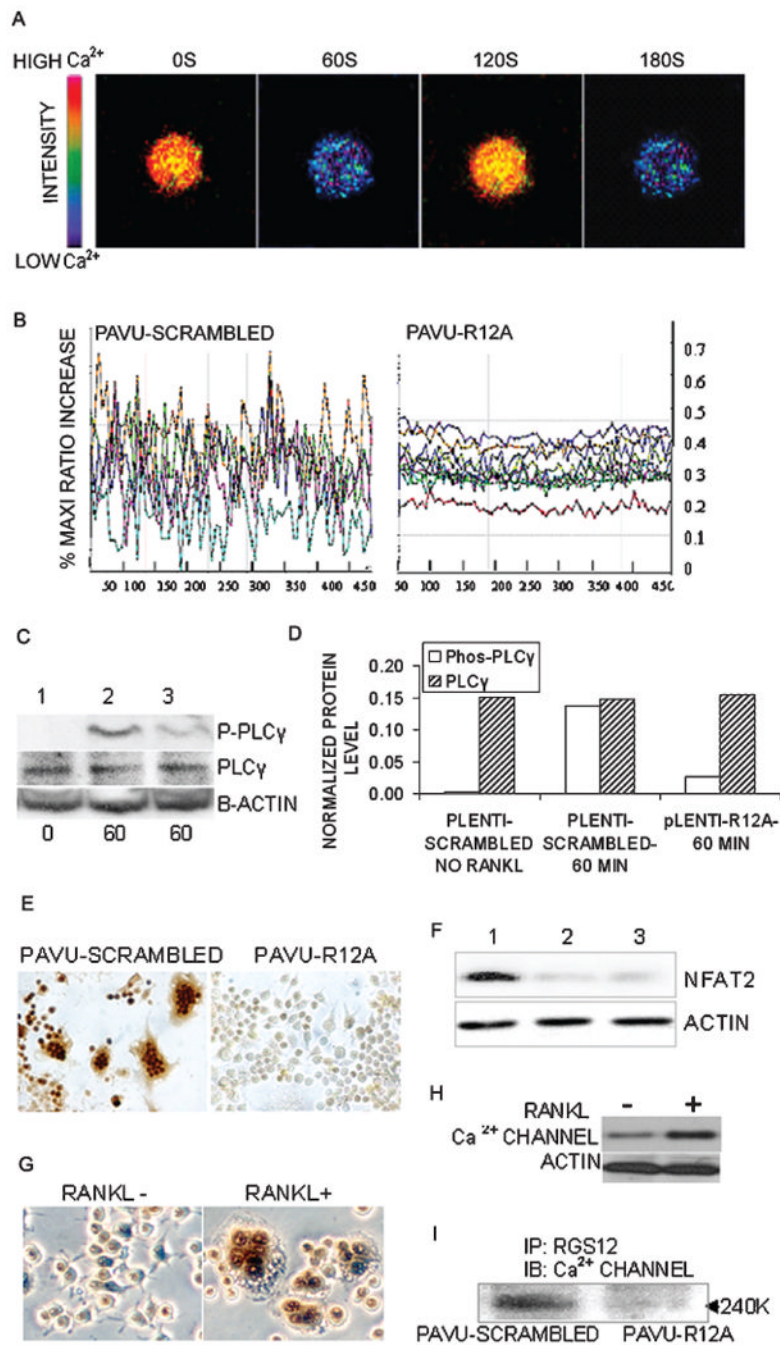 A
HIGH Ca2+ 0S 60S 120S 180S
INTENSITY
LOW Ca2+
B
PAVU-SCRAMBLED PAVU-R12A
% MAXI RATIO INCREASE
0.7
0.6
0.5
0.4
0.3
0.2
0.1
0
50 100 150 200 250 300 350 400 450 50 100 150 200 250 300 350 400 450
C
1 2 3
P-PLCγ
PLCγ
B-ACTIN
0 60 60
D
Phos-PLCγ
PLCγ
NORMALIZED PROTEIN LEVEL
0.20
0.15
0.10
0.05
0.00
PLENTI-SCRAMBLED NO RANKL
PLENTI-SCRAMBLED-60 MIN
pLENTI-R12A-60 MIN
E
PAVU-SCRAMBLED PAVU-R12A
F
1 2 3
NFAT2
ACTIN
G
RANKL - RANKL+
H
RANKL - +
Ca 2+ CHANNEL
ACTIN
I
IP: RGS12
IB: Ca2+ CHANNEL
240K
PAVU-SCRAMBLED PAVU-R12A